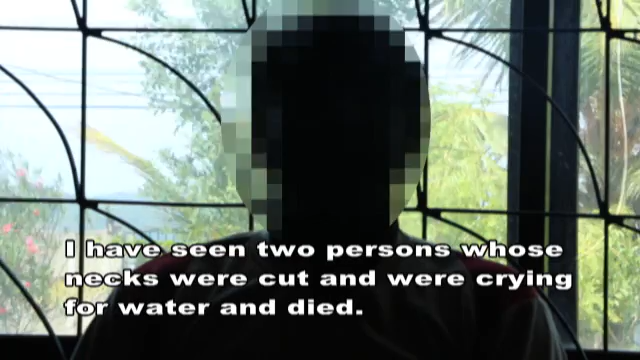 I have seen two persons whose
necks were cut and were crying
for water and died.